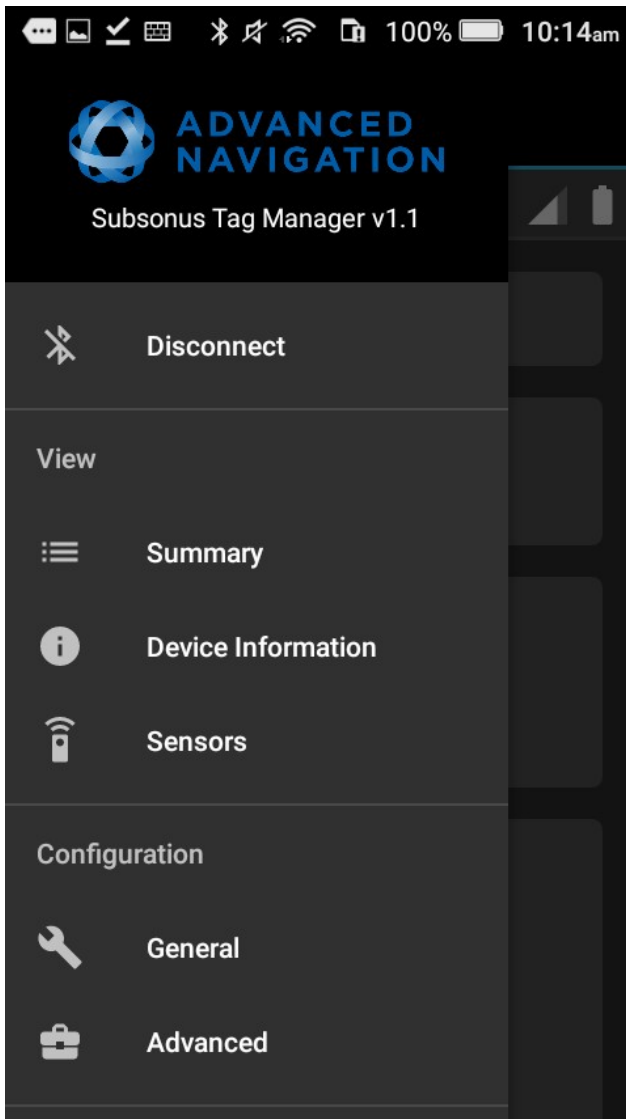 100% 10:14am
ADVANCED
NAVIGATION
Subsonus Tag Manager v1.1
Disconnect
View
Summary
Device Information
Sensors
Configuration
General
Advanced